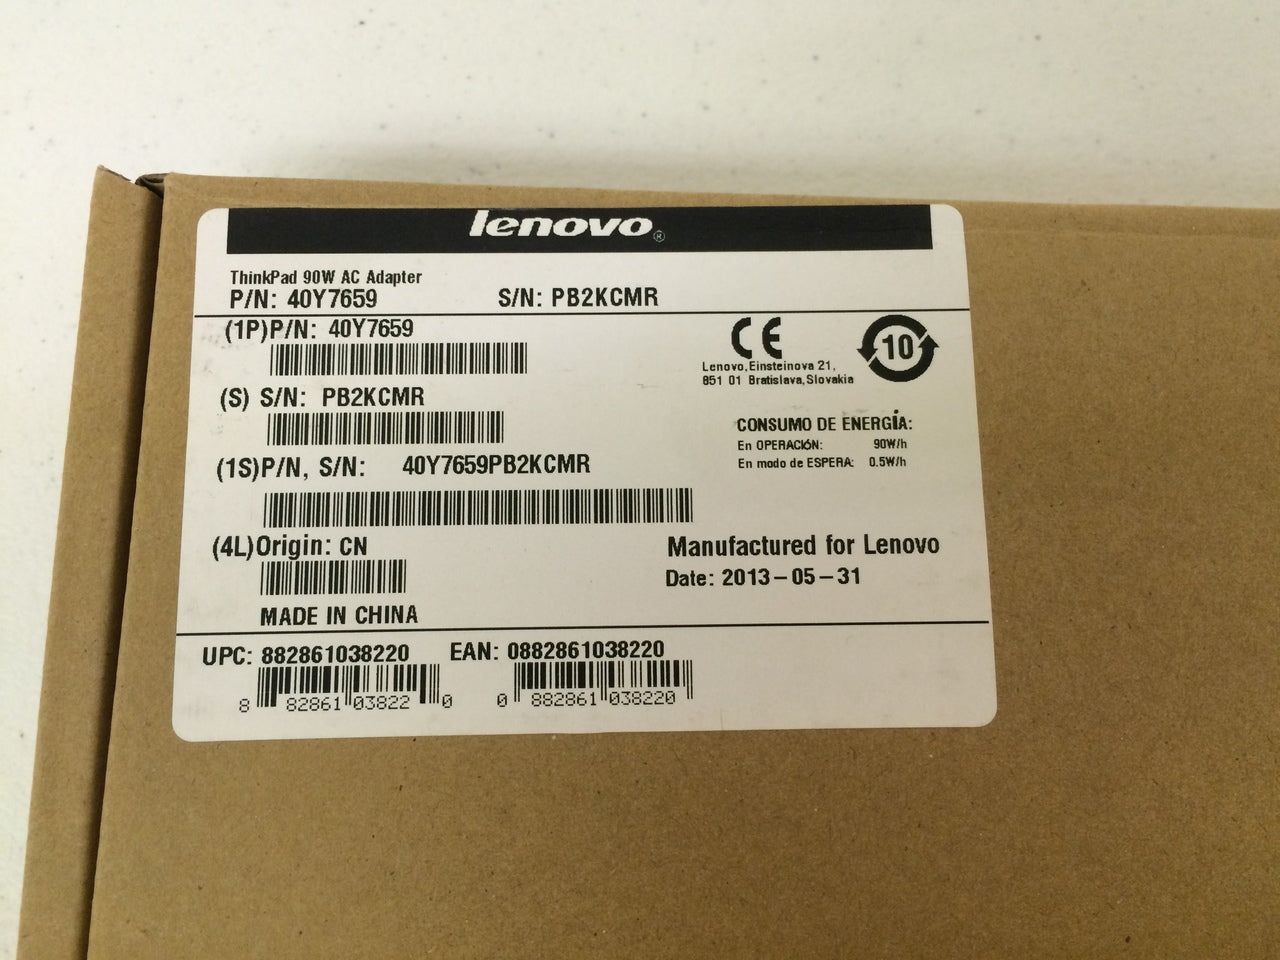 lenovo®
ThinkPad 90W AC Adapter
P/N: 40Y7659 S/N: PB2KCMR
(1P)P/N: 40Y7659
CE
10
Lenovo,Einsteinova 21,
851 01 Bratislava,Slovakia
(S) S/N: PB2KCMR
CONSUMO DE ENERGÍA:
En OPERACIÓN: 90W/h
En modo de ESPERA: 0.5W/h
(1S)P/N, S/N: 40Y7659PB2KCMR
(4L)Origin: CN
Manufactured for Lenovo
Date: 2013-05-31
MADE IN CHINA
UPC: 882861038220 EAN: 0882861038220
8 82861 03822 0 0 882861 038220